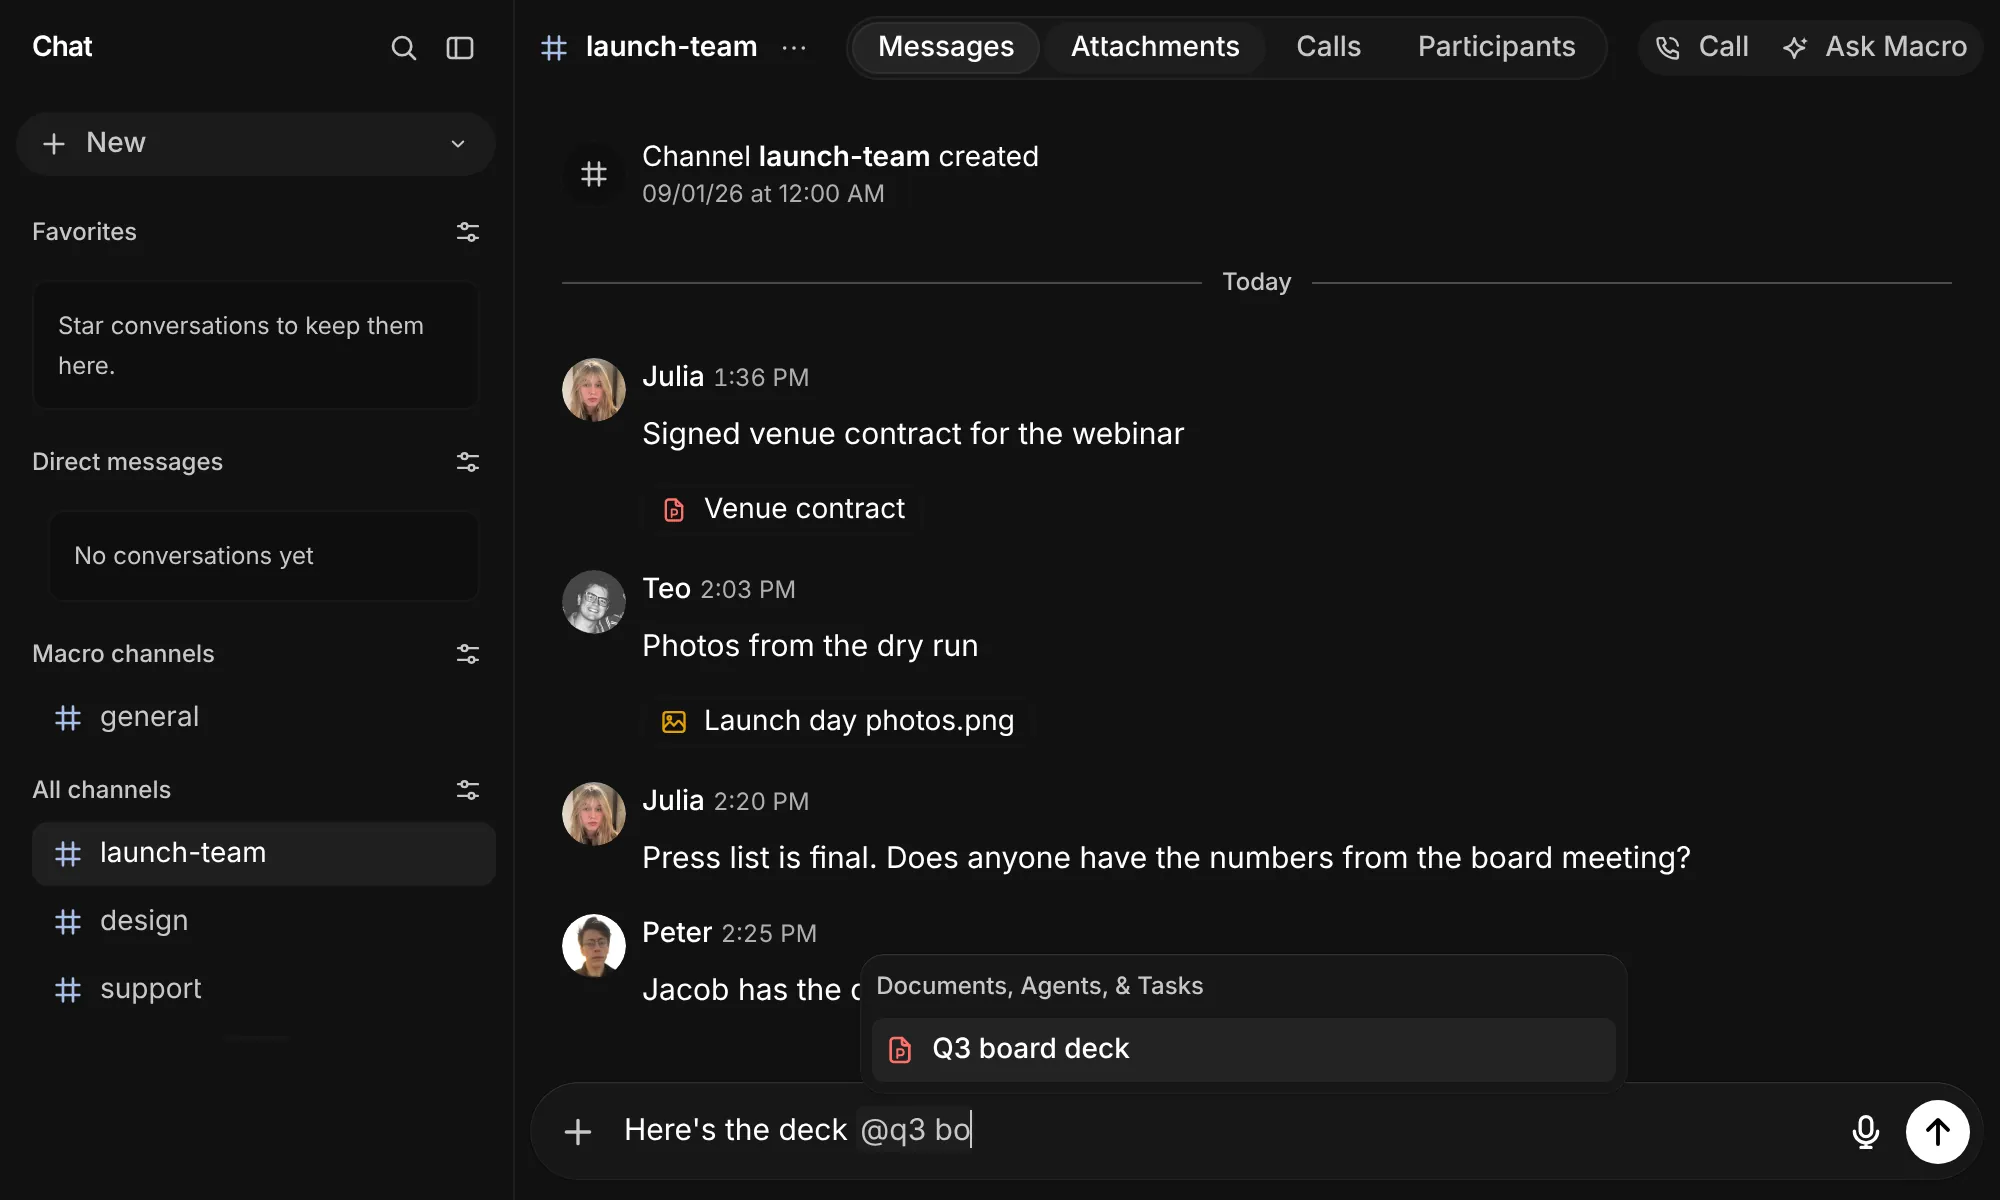 Chat
New
Favorites
Star conversations to keep them
here.
Direct messages
No conversations yet
Macro channels
general
All channels
launch-team
design
support
launch-team
Messages
Attachments
Calls
Participants
Call
Ask Macro
Channel launch-team created
09/01/26 at 12:00 AM
Today
Julia 1:36 PM
Signed venue contract for the webinar
Venue contract
Teo 2:03 PM
Photos from the dry run
Launch day photos.png
Julia 2:20 PM
Press list is final. Does anyone have the numbers from the board meeting?
Peter 2:25 PM
Jacob has the
Documents, Agents, & Tasks
Q3 board deck
Here's the deck @q3 bo